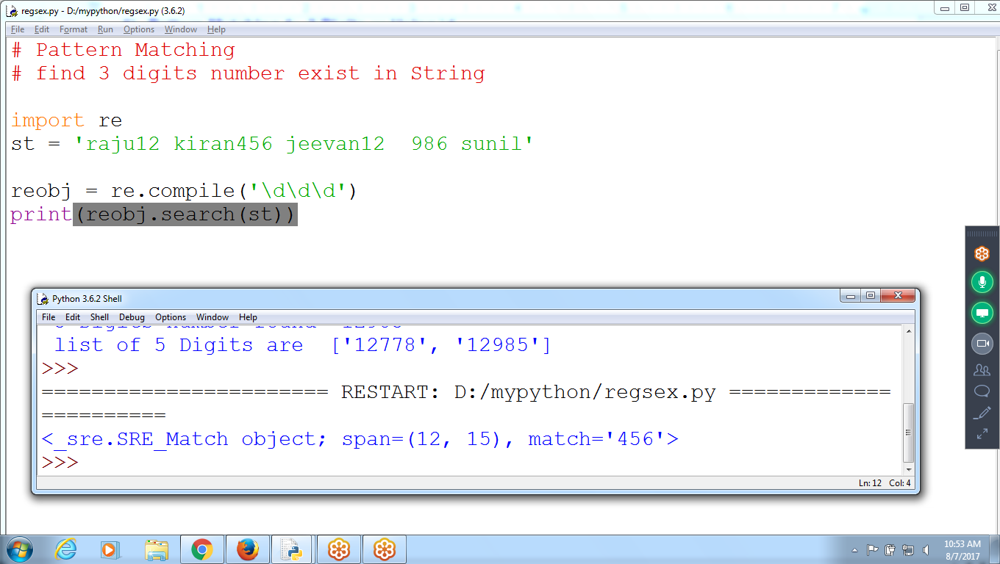 regsex.py - D:/mypython/regsex.py (3.6.2)
File Edit Format Run Options Window Help
# Pattern Matching
# find 3 digits number exist in String
import re
st = 'raju12 kiran456 jeevan12  986 sunil'
reobj = re.compile('\d\d\d')
print(reobj.search(st))
Python 3.6.2 Shell
File Edit Shell Debug Options Window Help
list of 5 Digits are  ['12778', '12985']
>>>
======================= RESTART: D:/mypython/regsex.py =============
==========
<_sre.SRE_Match object; span=(12, 15), match='456'>
>>>
Ln: 12 Col: 4
10:53 AM
8/7/2017